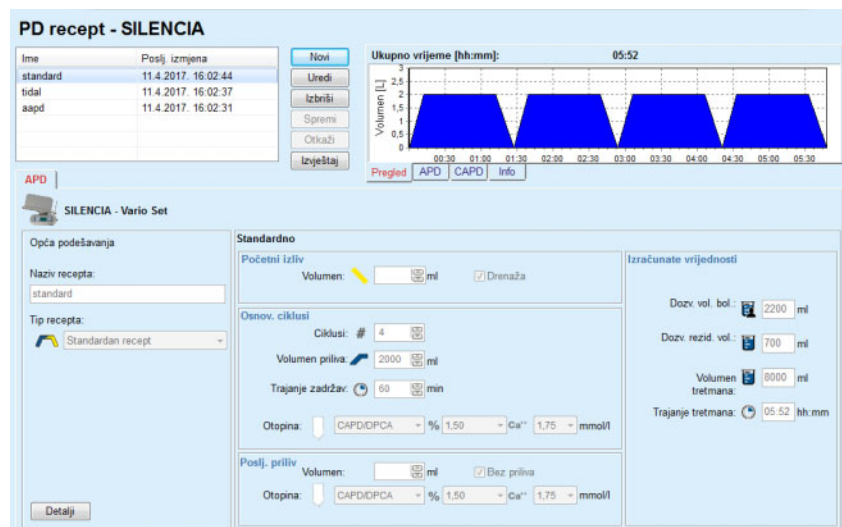 PD recept - SILENCIA
Ime Poslj. izmjena
standard 11.4.2017. 16:02:44
tidal 11.4.2017. 16:02:37
aapd 11.4.2017. 16:02:31
Novi
Uredi
Izbriši
Spremi
Otkaži
Izvještaj
Ukupno vrijeme [hh:mm]: 05:52
Volumen [L]
3
2,5
2
1,5
1
0,5
0
00:30 01:00 01:30 02:00 02:30 03:00 03:30 04:00 04:30 05:00 05:30
Pregled APD CAPD Info
APD
SILENCIA - Vario Set
Opća podešavanja
Naziv recepta:
standard
Tip recepta:
Standardan recept
Detalji
Standardno
Početni izliv
Volumen: ml Drenaža
Osnov. ciklusi
Ciklusi: # 4
Volumen priliva: 2000 ml
Trajanje zadržav: 60 min
Otopina: CAPD/DPCA % 1,50 Ca⁺⁺ 1,75 mmol/l
Poslj. priliv
Volumen: ml Bez priliva
Otopina: CAPD/DPCA % 1,50 Ca⁺⁺ 1,75 mmol/l
Izračunate vrijednosti
Dozv. vol. bol.: 2200 ml
Dozv. rezid. vol.: 700 ml
Volumen tretmana: 8000 ml
Trajanje tretmana: 05:52 hh:mm